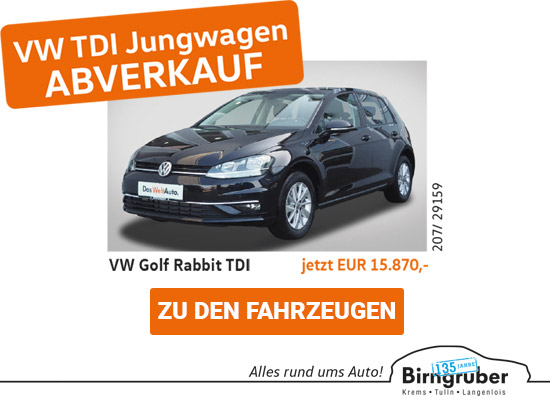 VW TDI Jungwagen
ABVERKAUF
Das WeltAuto.
207/ 29159
VW Golf Rabbit TDI
jetzt EUR 15.870,-
ZU DEN FAHRZEUGEN
Alles rund ums Auto!
135 JAHRE
Birngruber
Krems • Tulln • Langenlois